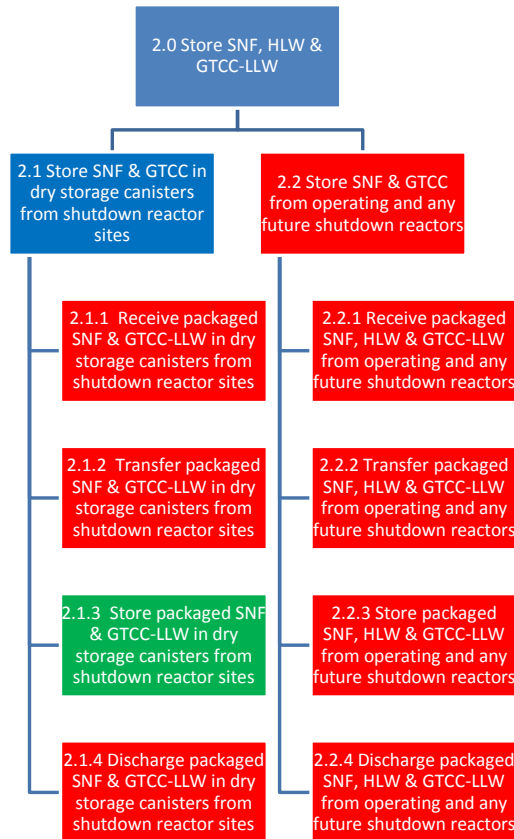 2.0 Store SNF, HLW &
GTCC-LLW
2.1 Store SNF & GTCC in
dry storage canisters
from shutdown reactor
sites
2.2 Store SNF & GTCC
from operating and any
future shutdown reactors
2.1.1 Receive packaged
SNF & GTCC-LLW in dry
storage canisters from
shutdown reactor sites
2.1.2 Transfer packaged
SNF & GTCC-LLW in dry
storage canisters from
shutdown reactor sites
2.1.3 Store packaged SNF
& GTCC-LLW in dry
storage canisters from
shutdown reactor sites
2.1.4 Discharge packaged
SNF & GTCC-LLW in dry
storage canisters from
shutdown reactor sites
2.2.1 Receive packaged
SNF, HLW & GTCC-LLW
from operating and any
future shutdown reactors
2.2.2 Transfer packaged
SNF, HLW & GTCC-LLW
from operating and any
future shutdown reactors
2.2.3 Store packaged
SNF, HLW & GTCC-LLW
from operating and any
future shutdown reactors
2.2.4 Discharge packaged
SNF, HLW & GTCC-LLW
from operating and any
future shutdown reactors